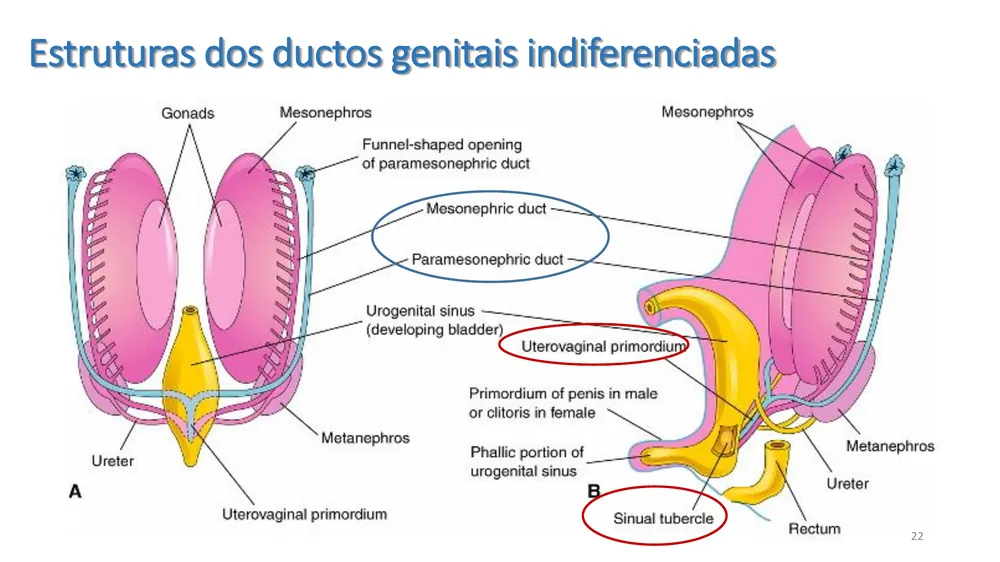 Estruturas dos ductos genitais indiferenciadas
Gonads
Mesonephros
Funnel-shaped opening
of paramesonephric duct
Mesonephric duct
Paramesonephric duct
Urogenital sinus
(developing bladder)
Metanephros
Ureter
A
Uterovaginal primordium
Mesonephros
Uterovaginal primordium
Primordium of penis in male
or clitoris in female
Phallic portion of
urogenital sinus
Metanephros
Ureter
B
Sinual tubercle
Rectum
22